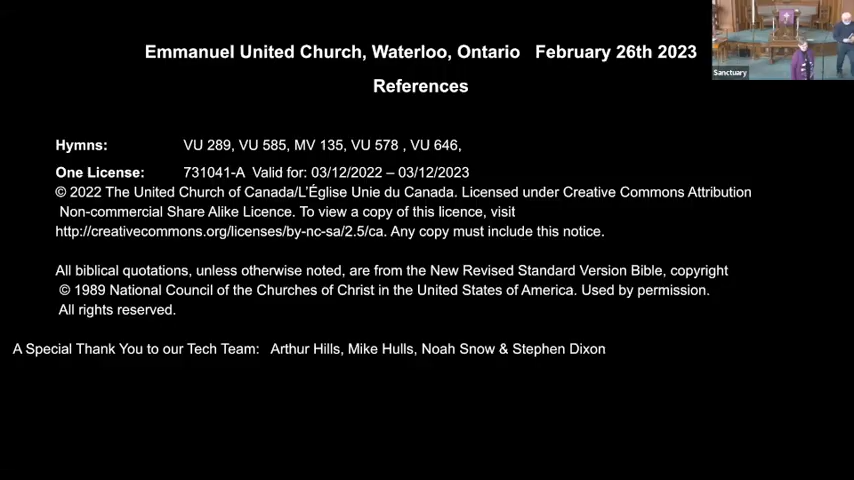 Emmanuel United Church, Waterloo, Ontario February 26th 2023
Sanctuary
References
Hymns: VU 289, VU 585, MV 135, VU 578 , VU 646,
One License: 731041-A Valid for: 03/12/2022 – 03/12/2023
© 2022 The United Church of Canada/L’Église Unie du Canada. Licensed under Creative Commons Attribution
Non-commercial Share Alike Licence. To view a copy of this licence, visit
http://creativecommons.org/licenses/by-nc-sa/2.5/ca. Any copy must include this notice.
All biblical quotations, unless otherwise noted, are from the New Revised Standard Version Bible, copyright
© 1989 National Council of the Churches of Christ in the United States of America. Used by permission.
All rights reserved.
A Special Thank You to our Tech Team: Arthur Hills, Mike Hulls, Noah Snow & Stephen Dixon